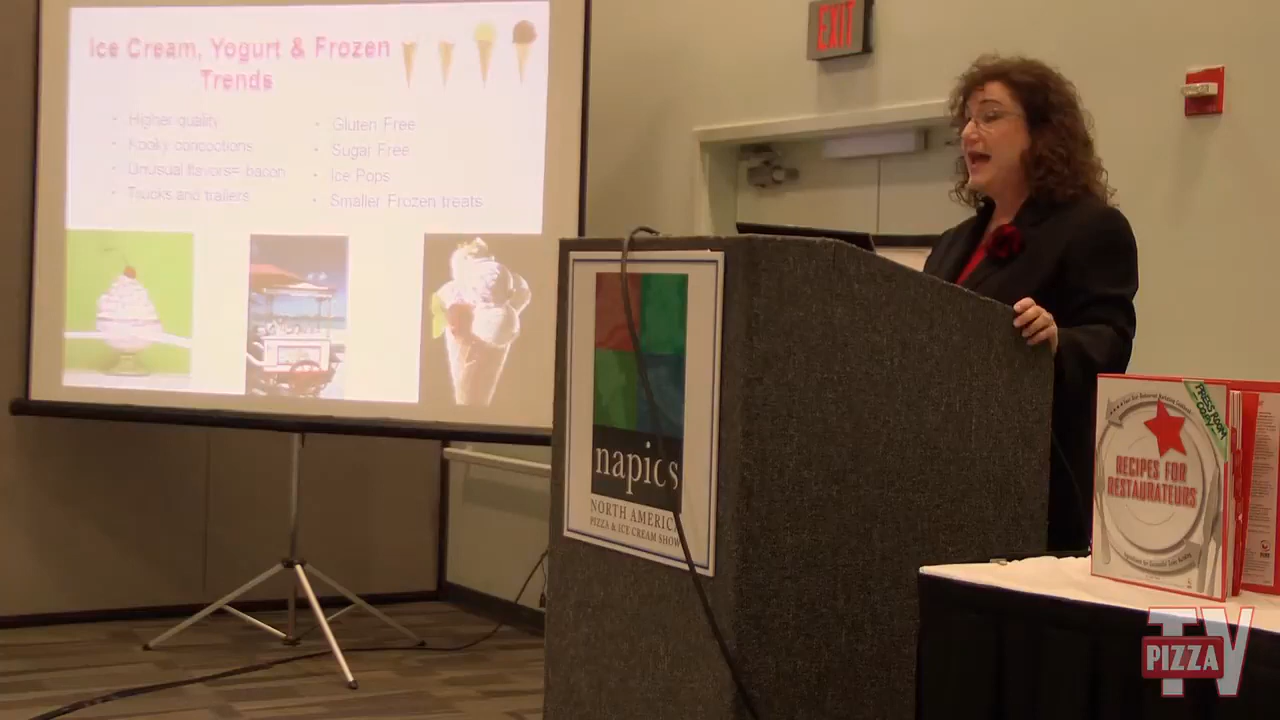 Ice Cream, Yogurt & Frozen
Trends
• Higher quality
• Kooky concoctions
• Unusual flavors= bacon
• Trucks and trailers
• Gluten Free
• Sugar Free
• Ice Pops
• Smaller Frozen treats
EXIT
napics
NORTH AMERICA
PIZZA & ICE CREAM SHOW
PRESS ROOM
COPY
RECIPES FOR
RESTAURATEURS
PIZZA
TV